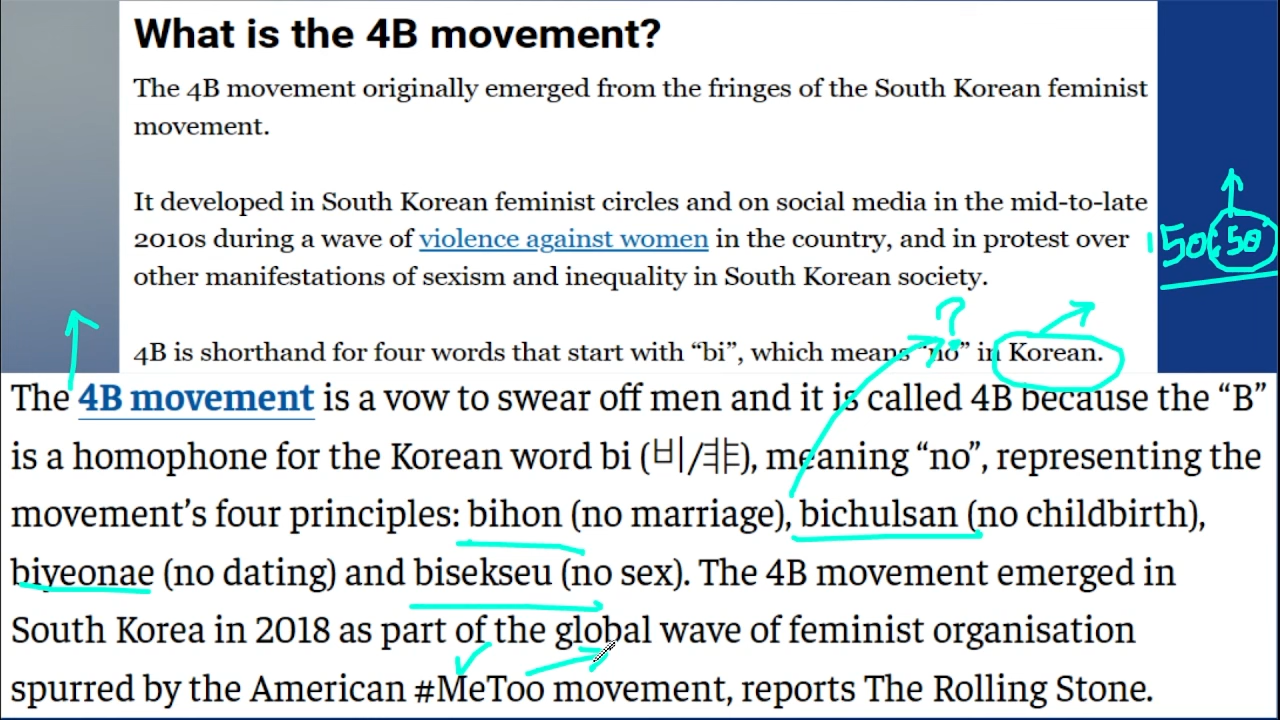 What is the 4B movement?
The 4B movement originally emerged from the fringes of the South Korean feminist
movement.
It developed in South Korean feminist circles and on social media in the mid-to-late
2010s during a wave of violence against women in the country, and in protest over
other manifestations of sexism and inequality in South Korean society.
4B is shorthand for four words that start with “bi”, which means “no” in Korean.
The 4B movement is a vow to swear off men and it is called 4B because the “B”
is a homophone for the Korean word bi (비/非), meaning “no”, representing the
movement’s four principles: bihon (no marriage), bichulsan (no childbirth),
biyeonae (no dating) and bisekseu (no sex). The 4B movement emerged in
South Korea in 2018 as part of the global wave of feminist organisation
spurred by the American #MeToo movement, reports The Rolling Stone.
?